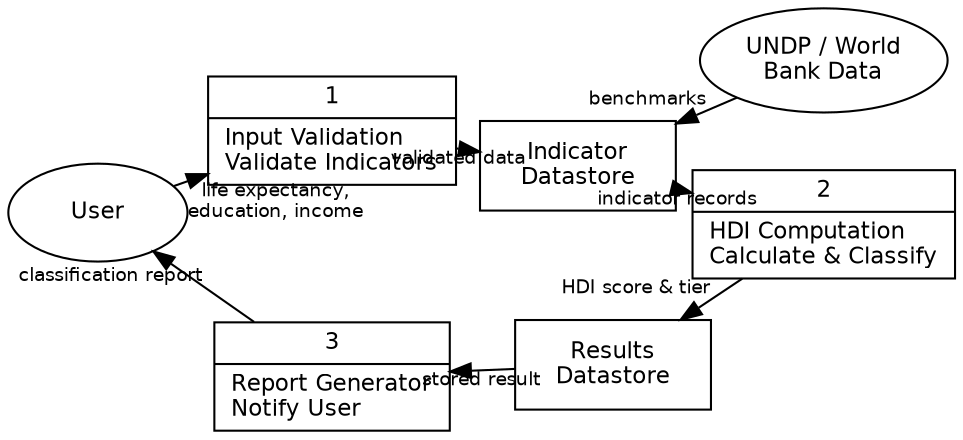 UNDP / World
Bank Data
benchmarks
1
Input Validation
Validate Indicators
validated data
Indicator
Datastore
User
life expectancy,
education, income
indicator records
2
HDI Computation
Calculate & Classify
classification report
HDI score & tier
3
Report Generator
Notify User
stored result
Results
Datastore